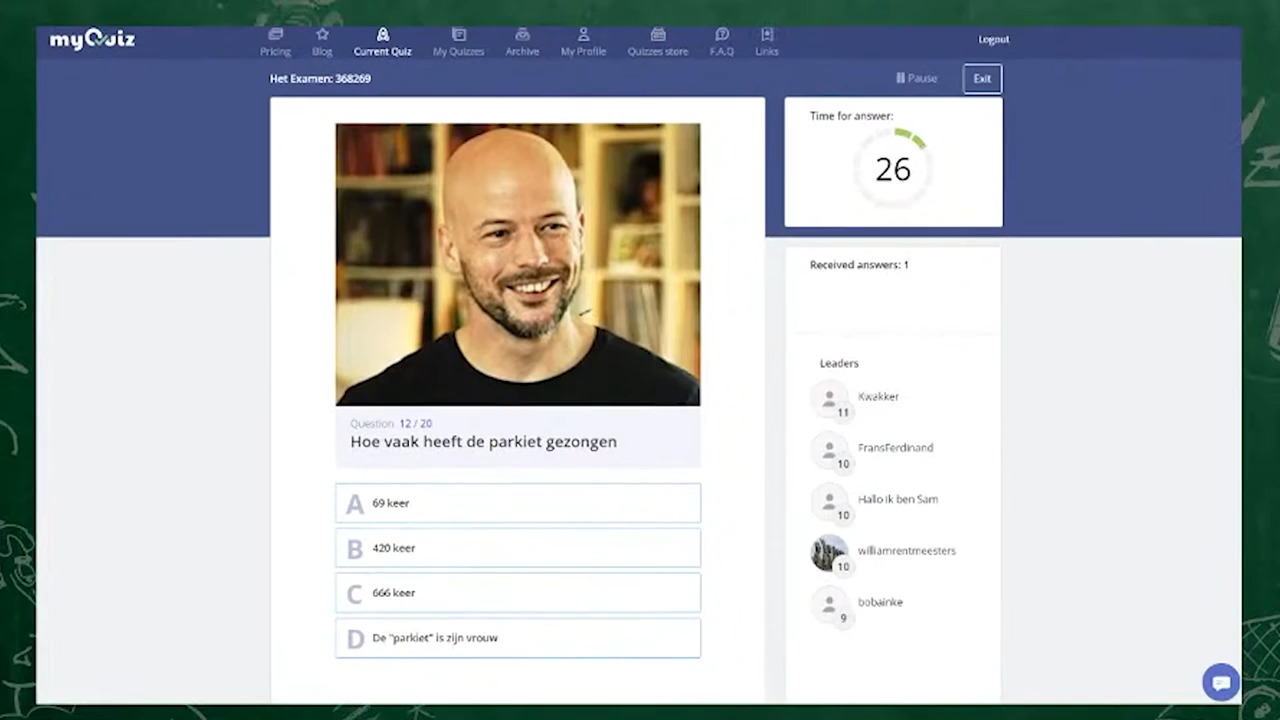 myQuiz
Pricing
Blog
Current Quiz
My Quizzes
Archive
My Profile
Quizzes store
F.A.Q
Links
Logout
Het Examen: 368269
Pause
Exit
Time for answer:
26
Question 12 / 20
Hoe vaak heeft de parkiet gezongen
A 69 keer
B 420 keer
C 666 keer
D De "parkiet" is zijn vrouw
Received answers: 1
Leaders
Kwakker
11
FransFerdinand
10
Hallo ik ben Sam
10
williamrentmeesters
10
bobainke
9